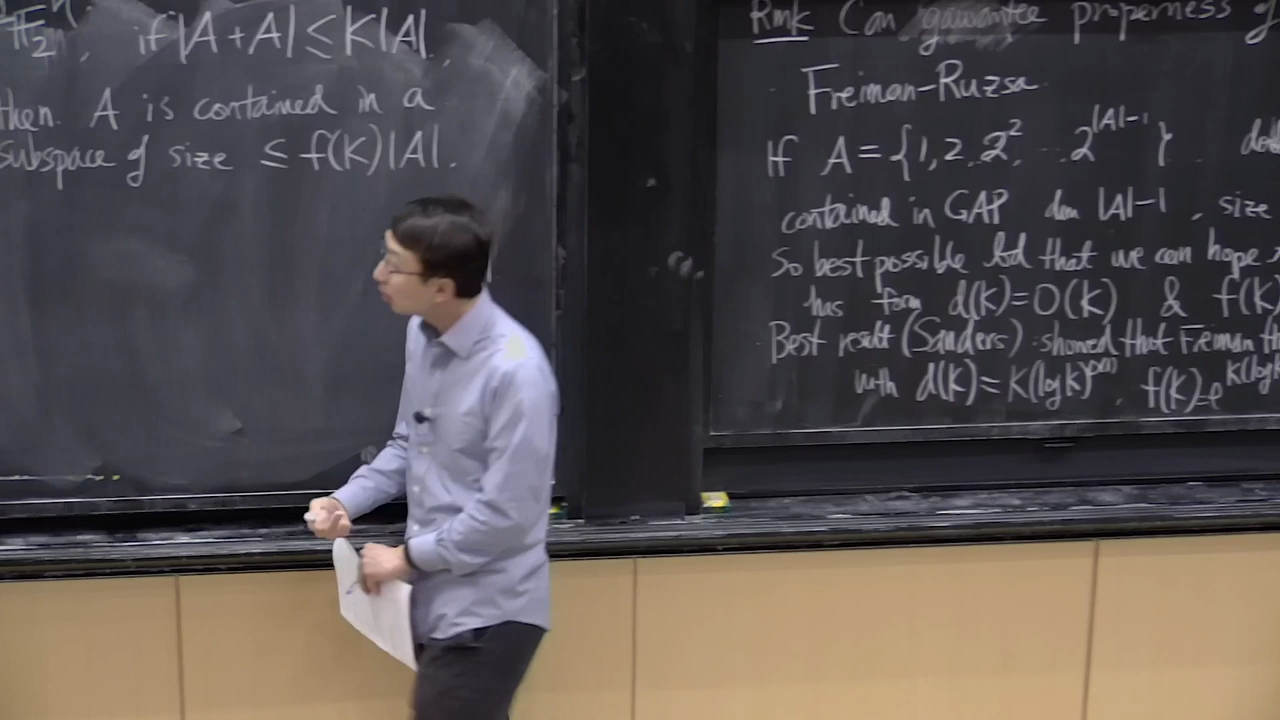 F₂ⁿ, if |A+A| ≤ K|A|,
then. A is contained in a
subspace of size ≤ f(K)|A|.
Rmk Can guarantee properness of
Freiman-Ruzsa.
If A = {1, 2, 2², ... 2^{|A|-1}}
contained in GAP dim |A|-1, size
So best possible bd that we can hope
has form d(K)=O(K) & f(K)
Best result (Sanders) showed that Freiman
with d(K)=K(log K)^{O(1)}, f(K)=e^{K(log K